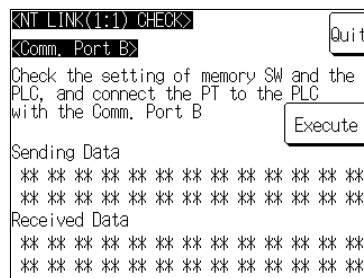 <NT LINK(1:1) CHECK>
Quit
<Comm. Port B>
Check the setting of memory SW and the
PLC, and connect the PT to the PLC
with the Comm. Port B
Execute
Sending Data
** ** ** ** ** ** ** ** ** ** ** ** **
** ** ** ** ** ** ** ** ** ** ** ** **
Received Data
** ** ** ** ** ** ** ** ** ** ** ** **
** ** ** ** ** ** ** ** ** ** ** ** **